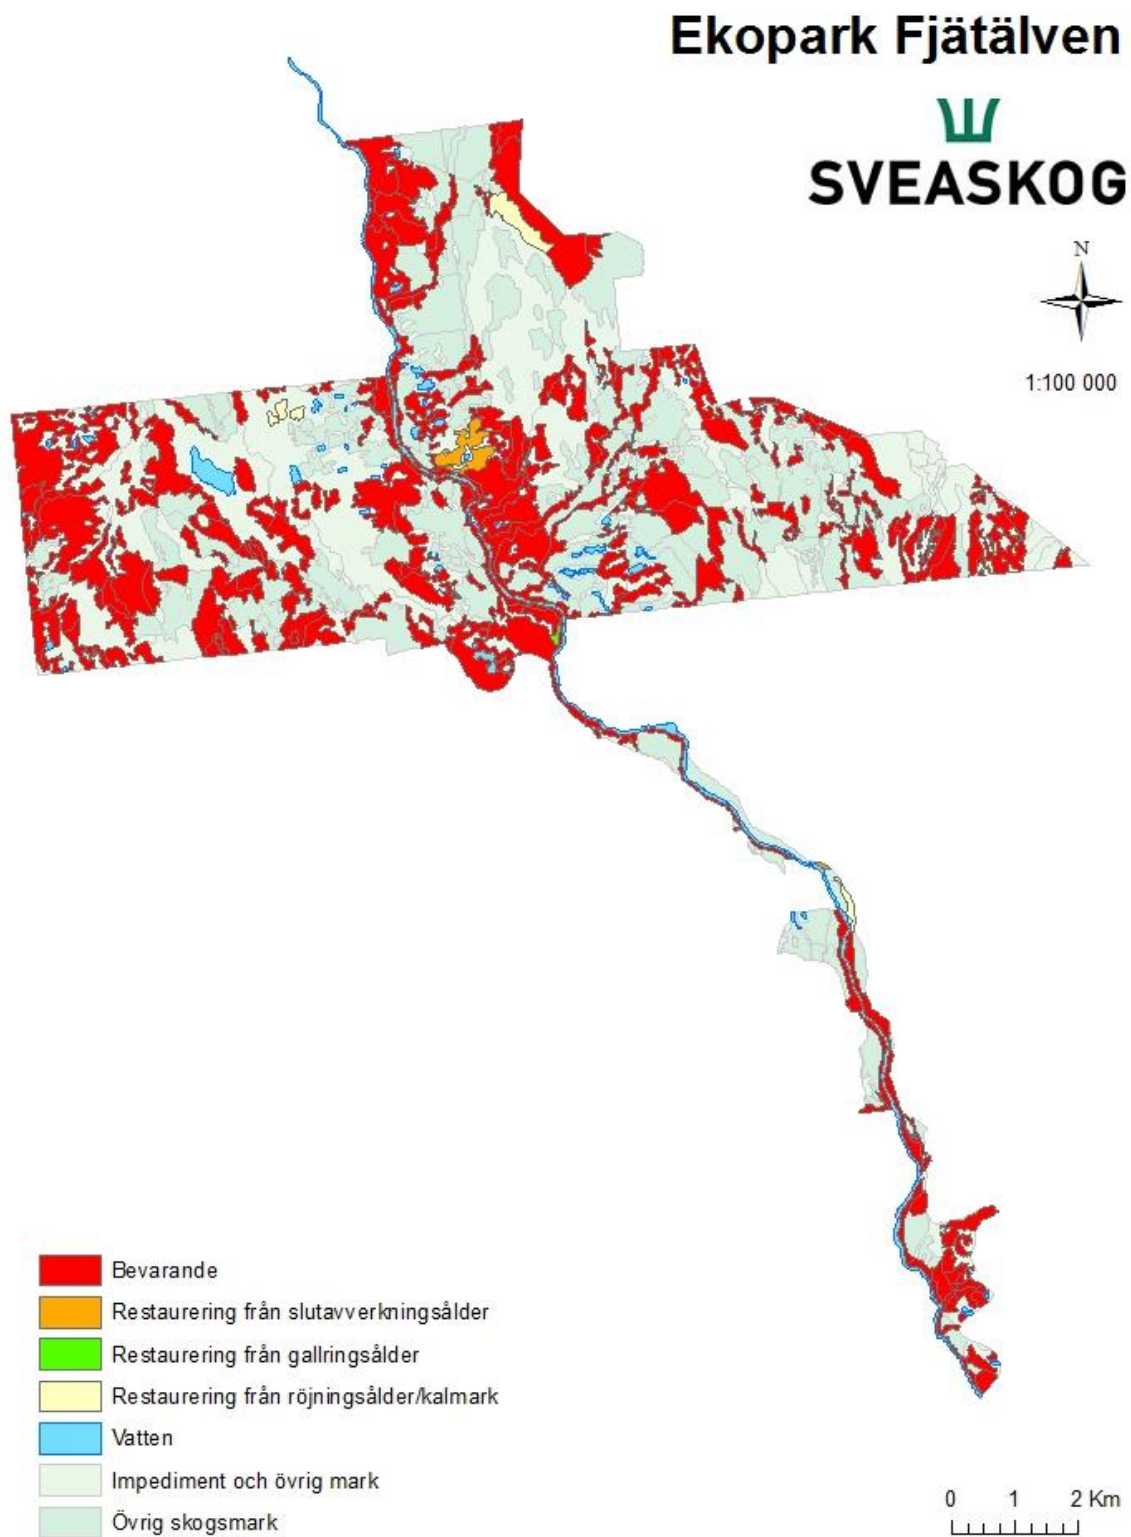 Ekopark Fjätälven
SVEASKOG
N
1:100 000
Bevarande
Restaurering från slutavverkningsålder
Restaurering från gallringsålder
Restaurering från röjningsålder/kalmark
Vatten
Impediment och övrig mark
Övrig skogsmark
0 1 2 Km